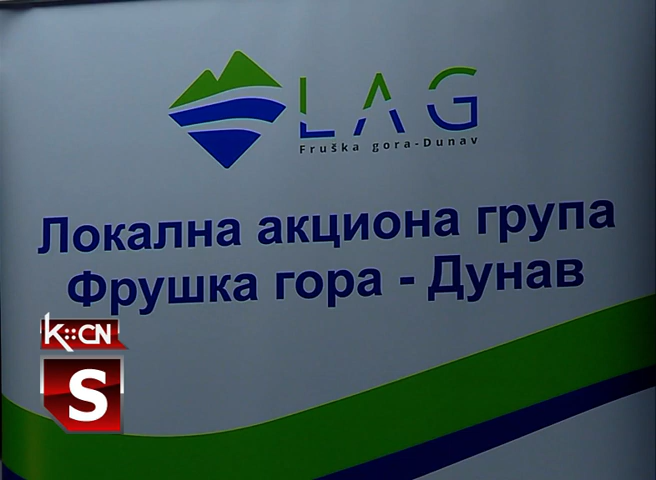 LAG
Fruška gora-Dunav
Локална акциона група
Фрушка гора - Дунав
K::CN
S